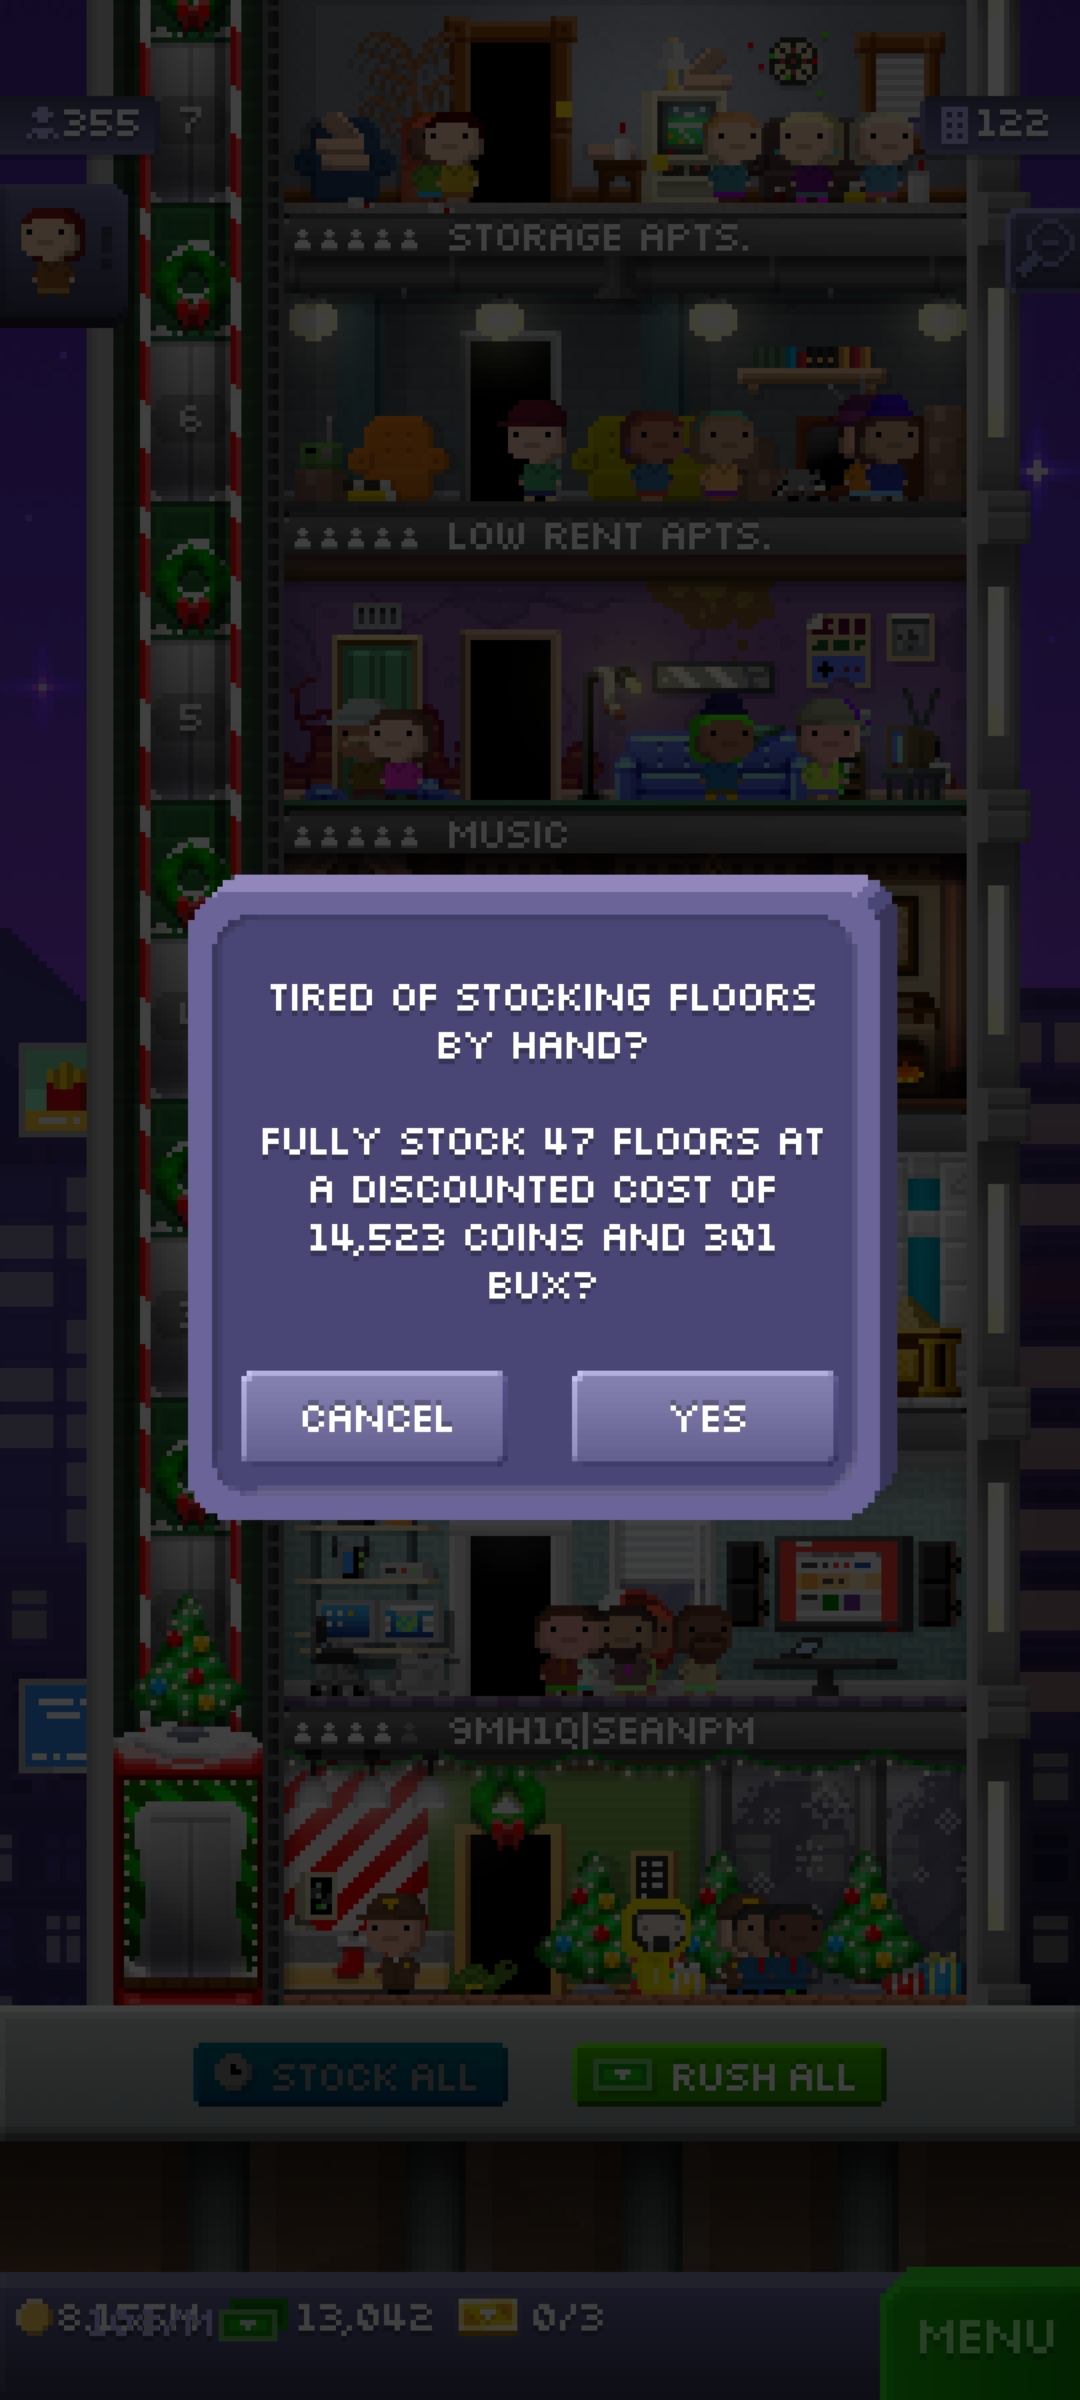 7
355
122
STORAGE APTS.
6
LOW RENT APTS.
5
MUSIC
TIRED OF STOCKING FLOORS
BY HAND?
FULLY STOCK 47 FLOORS AT
A DISCOUNTED COST OF
14,523 COINS AND 301
BUX?
CANCEL
YES
9MH1Q|SEANPM
STOCK ALL
RUSH ALL
13,042
0/3
MENU